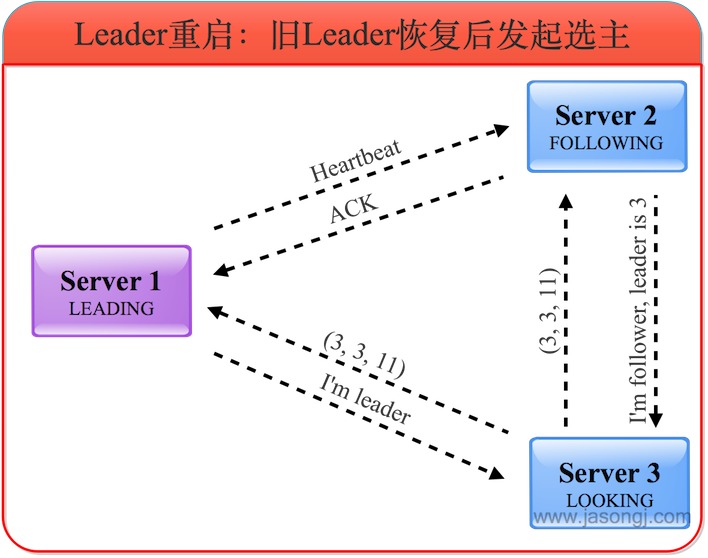 Leader重启：旧Leader恢复后发起选主
Server 2
FOLLOWING
Heartbeat
ACK
Server 1
LEADING
(3, 3, 11)
I'm leader
(3, 3, 11)
I'm follower, leader is 3
Server 3
LOOKING
www.jasongj.com